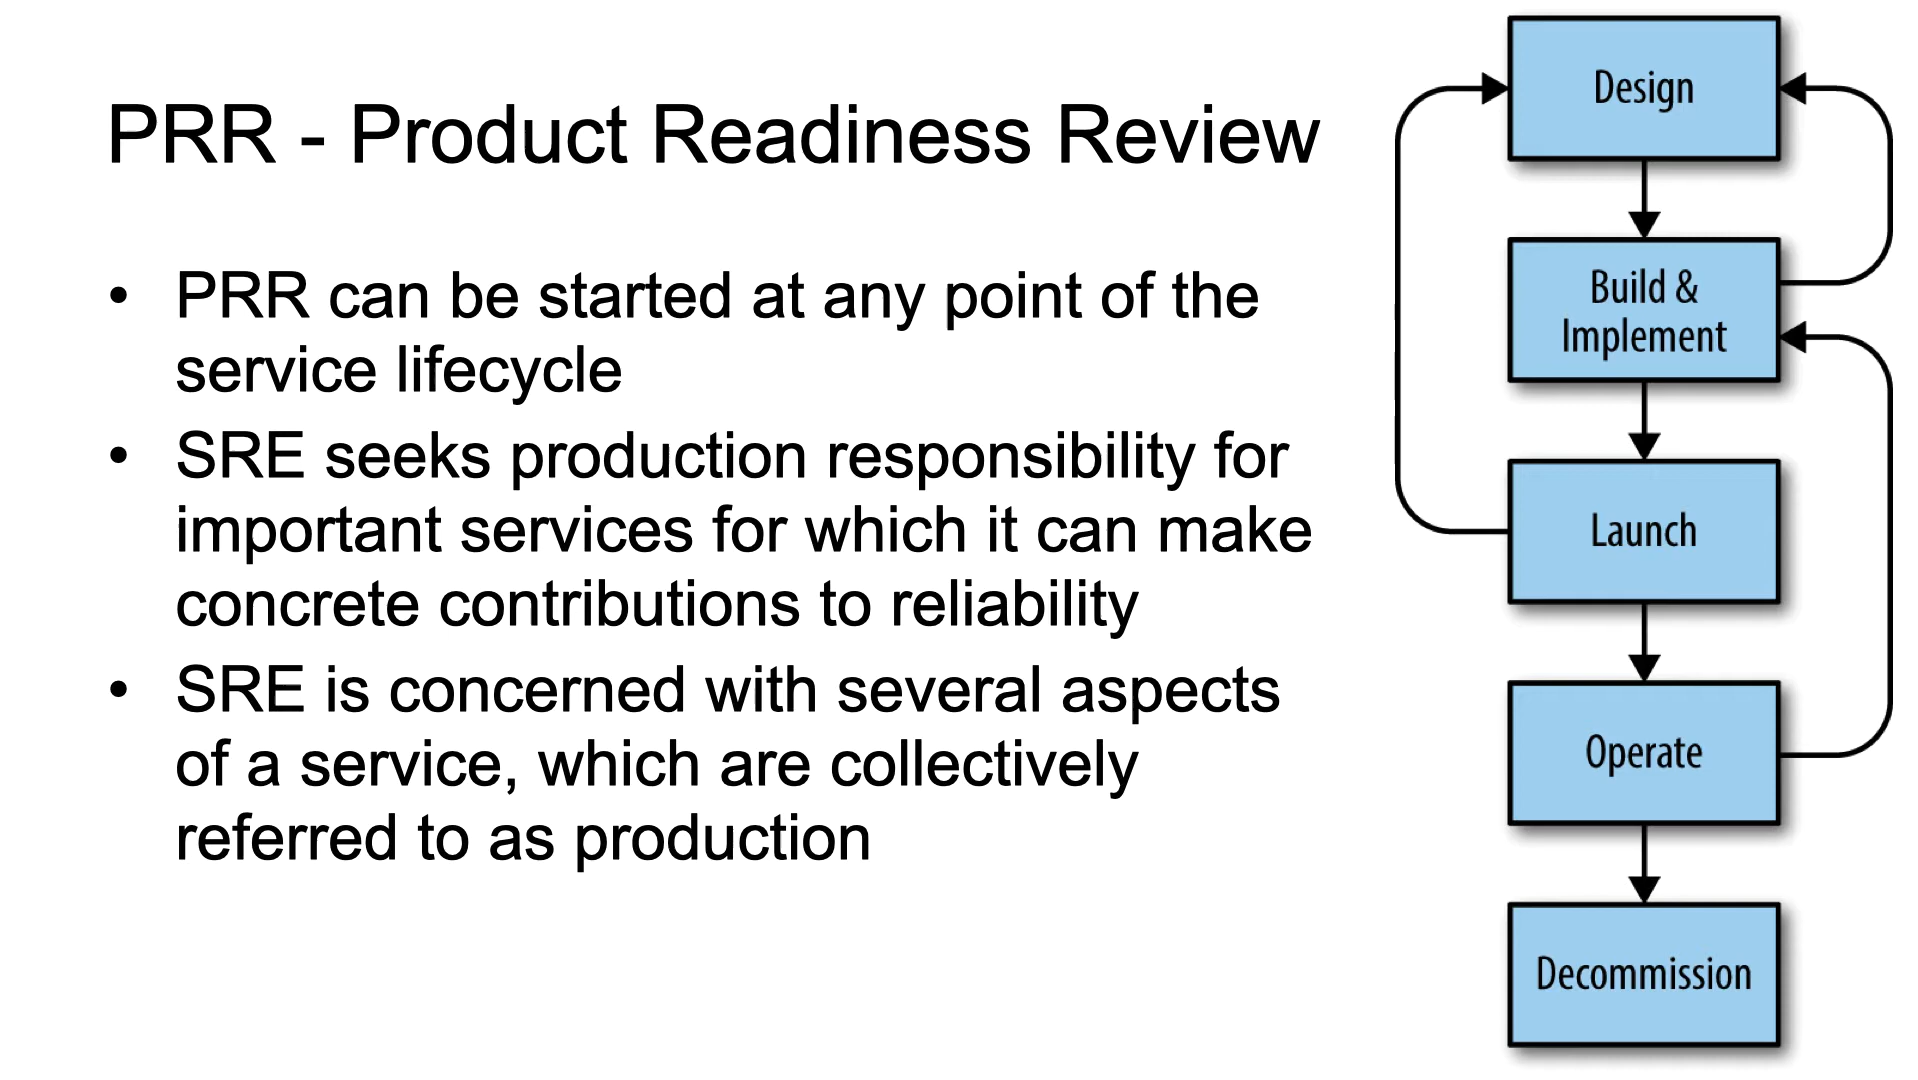 PRR - Product Readiness Review
• PRR can be started at any point of the
service lifecycle
• SRE seeks production responsibility for
important services for which it can make
concrete contributions to reliability
• SRE is concerned with several aspects
of a service, which are collectively
referred to as production
Design
Build &
Implement
Launch
Operate
Decommission